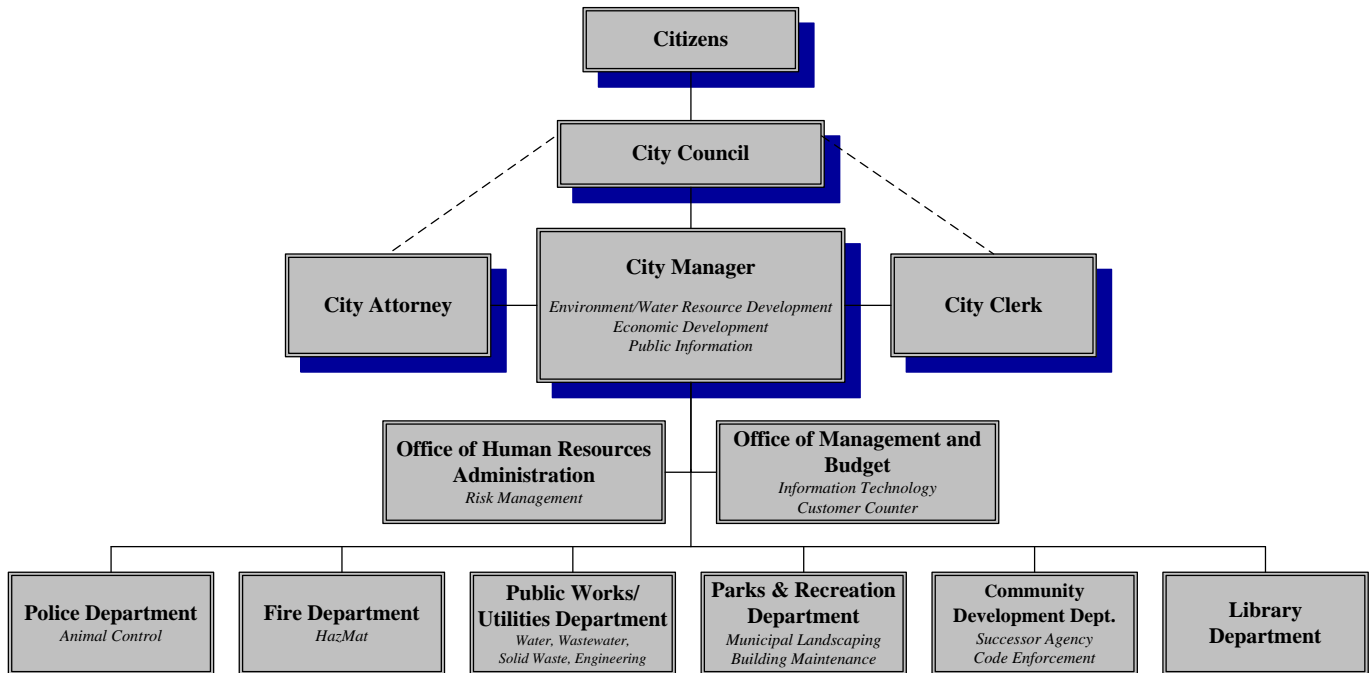 Citizens
City Council
City Attorney
City Manager
Environment/Water Resource Development
Economic Development
Public Information
City Clerk
Office of Human Resources
Administration
Risk Management
Office of Management and
Budget
Information Technology
Customer Counter
Police Department
Animal Control
Fire Department
HazMat
Public Works/
Utilities Department
Water, Wastewater,
Solid Waste, Engineering
Parks & Recreation
Department
Municipal Landscaping
Building Maintenance
Community
Development Dept.
Successor Agency
Code Enforcement
Library
Department